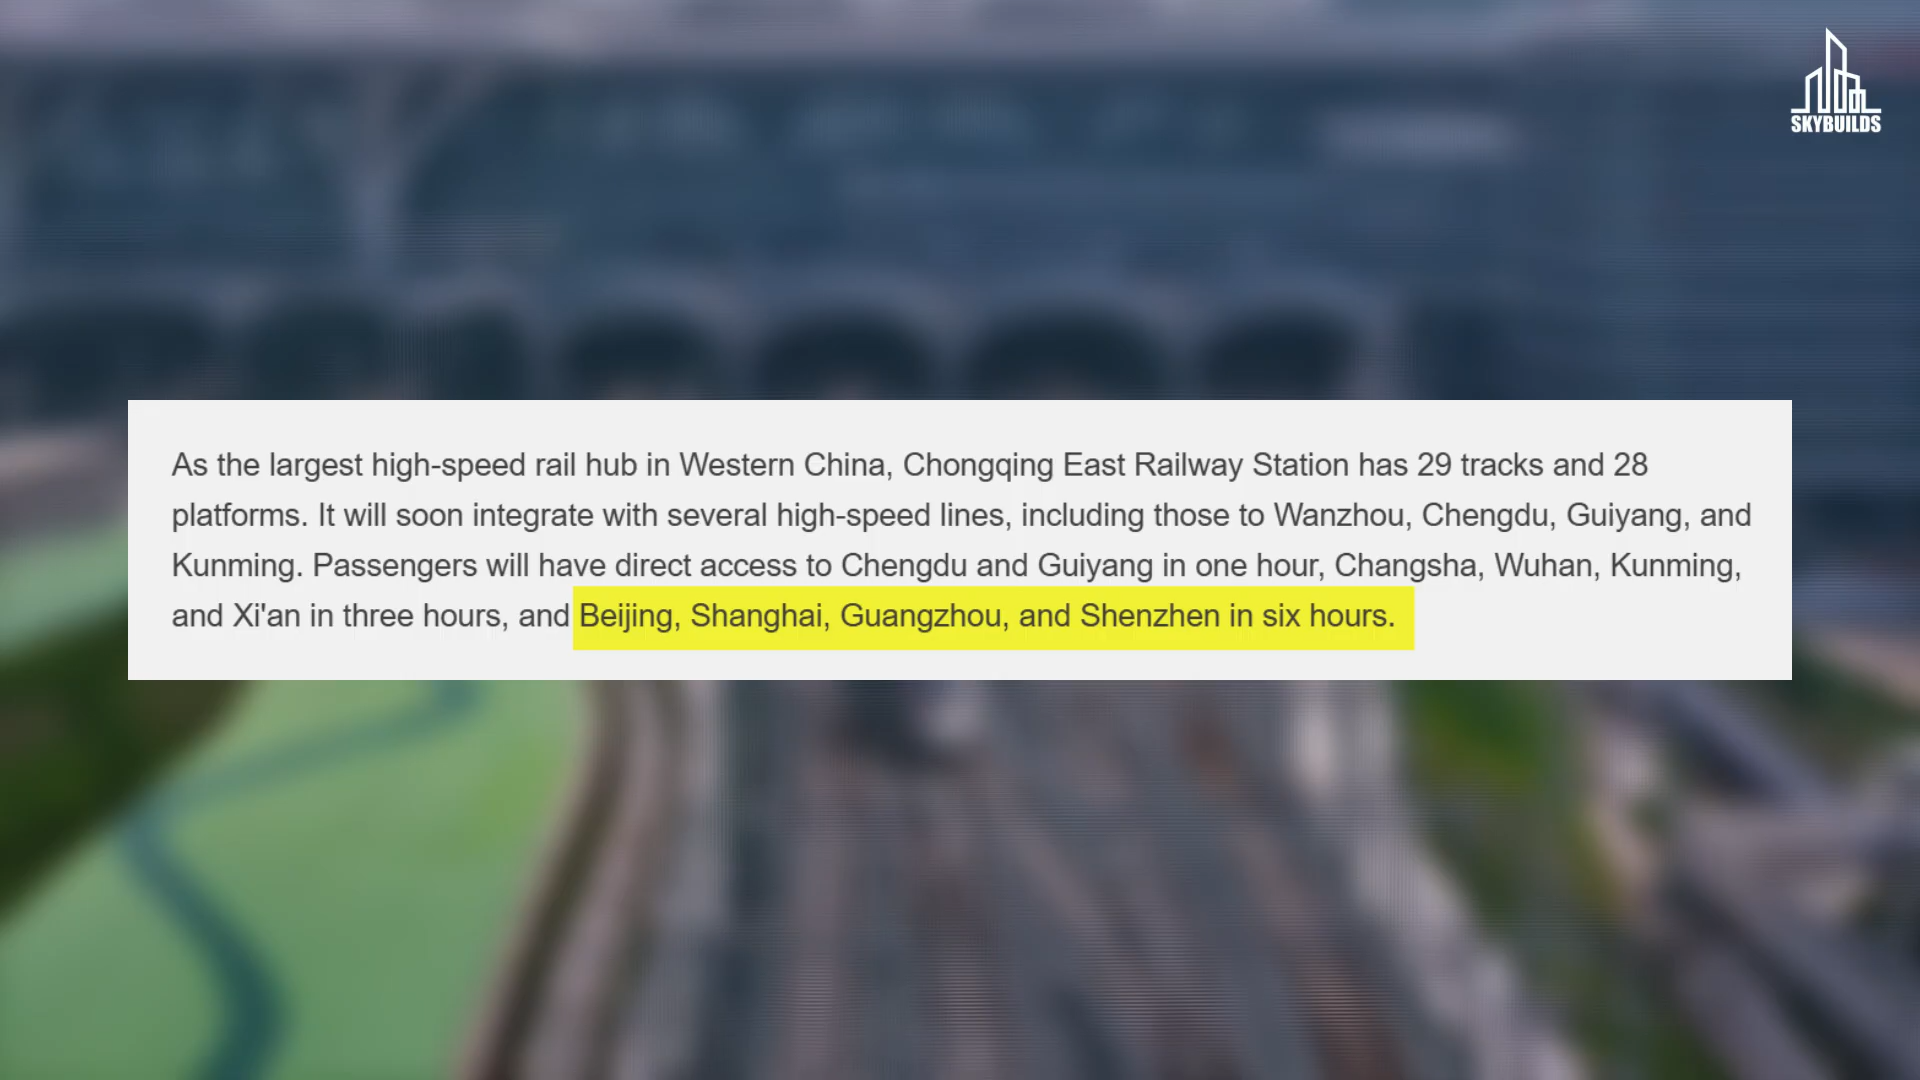 SKYBUILDS
As the largest high-speed rail hub in Western China, Chongqing East Railway Station has 29 tracks and 28
platforms. It will soon integrate with several high-speed lines, including those to Wanzhou, Chengdu, Guiyang, and
Kunming. Passengers will have direct access to Chengdu and Guiyang in one hour, Changsha, Wuhan, Kunming,
and Xi'an in three hours, and Beijing, Shanghai, Guangzhou, and Shenzhen in six hours.